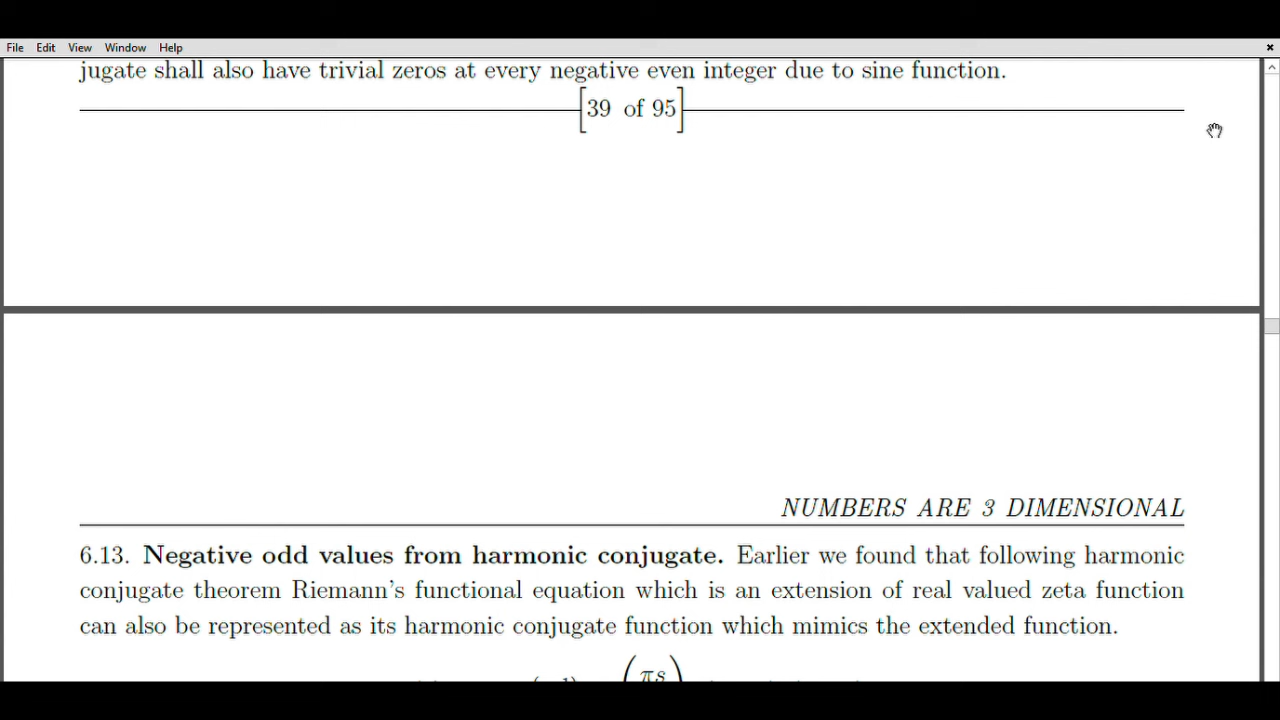 File Edit View Window Help
jugate shall also have trivial zeros at every negative even integer due to sine function.
[39 of 95]
NUMBERS ARE 3 DIMENSIONAL
6.13. Negative odd values from harmonic conjugate. Earlier we found that following harmonic
conjugate theorem Riemann's functional equation which is an extension of real valued zeta function
can also be represented as its harmonic conjugate function which mimics the extended function.
(πs)